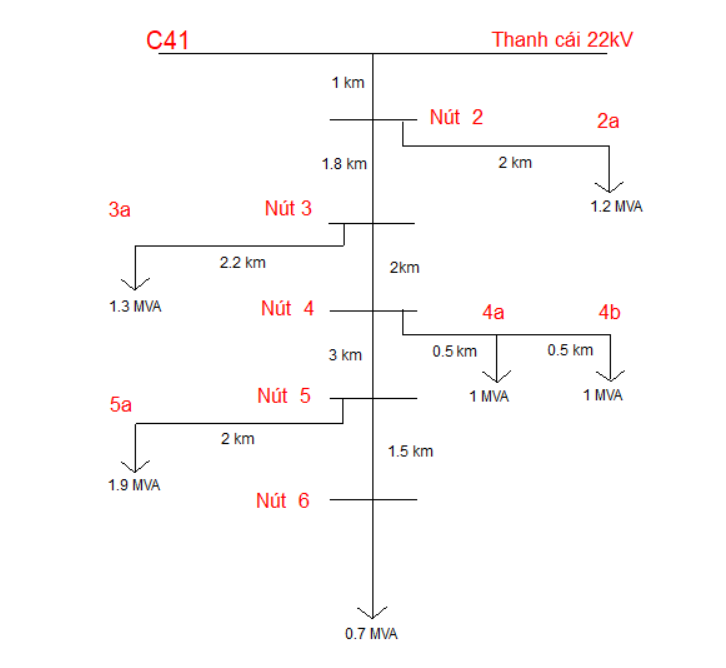 C41
Thanh cái 22kV
1 km
Nút 2
2a
1.8 km
2 km
1.2 MVA
3a
Nút 3
2.2 km
2km
1.3 MVA
Nút 4
4a
4b
3 km
0.5 km
0.5 km
1 MVA
1 MVA
5a
Nút 5
2 km
1.5 km
1.9 MVA
Nút 6
0.7 MVA